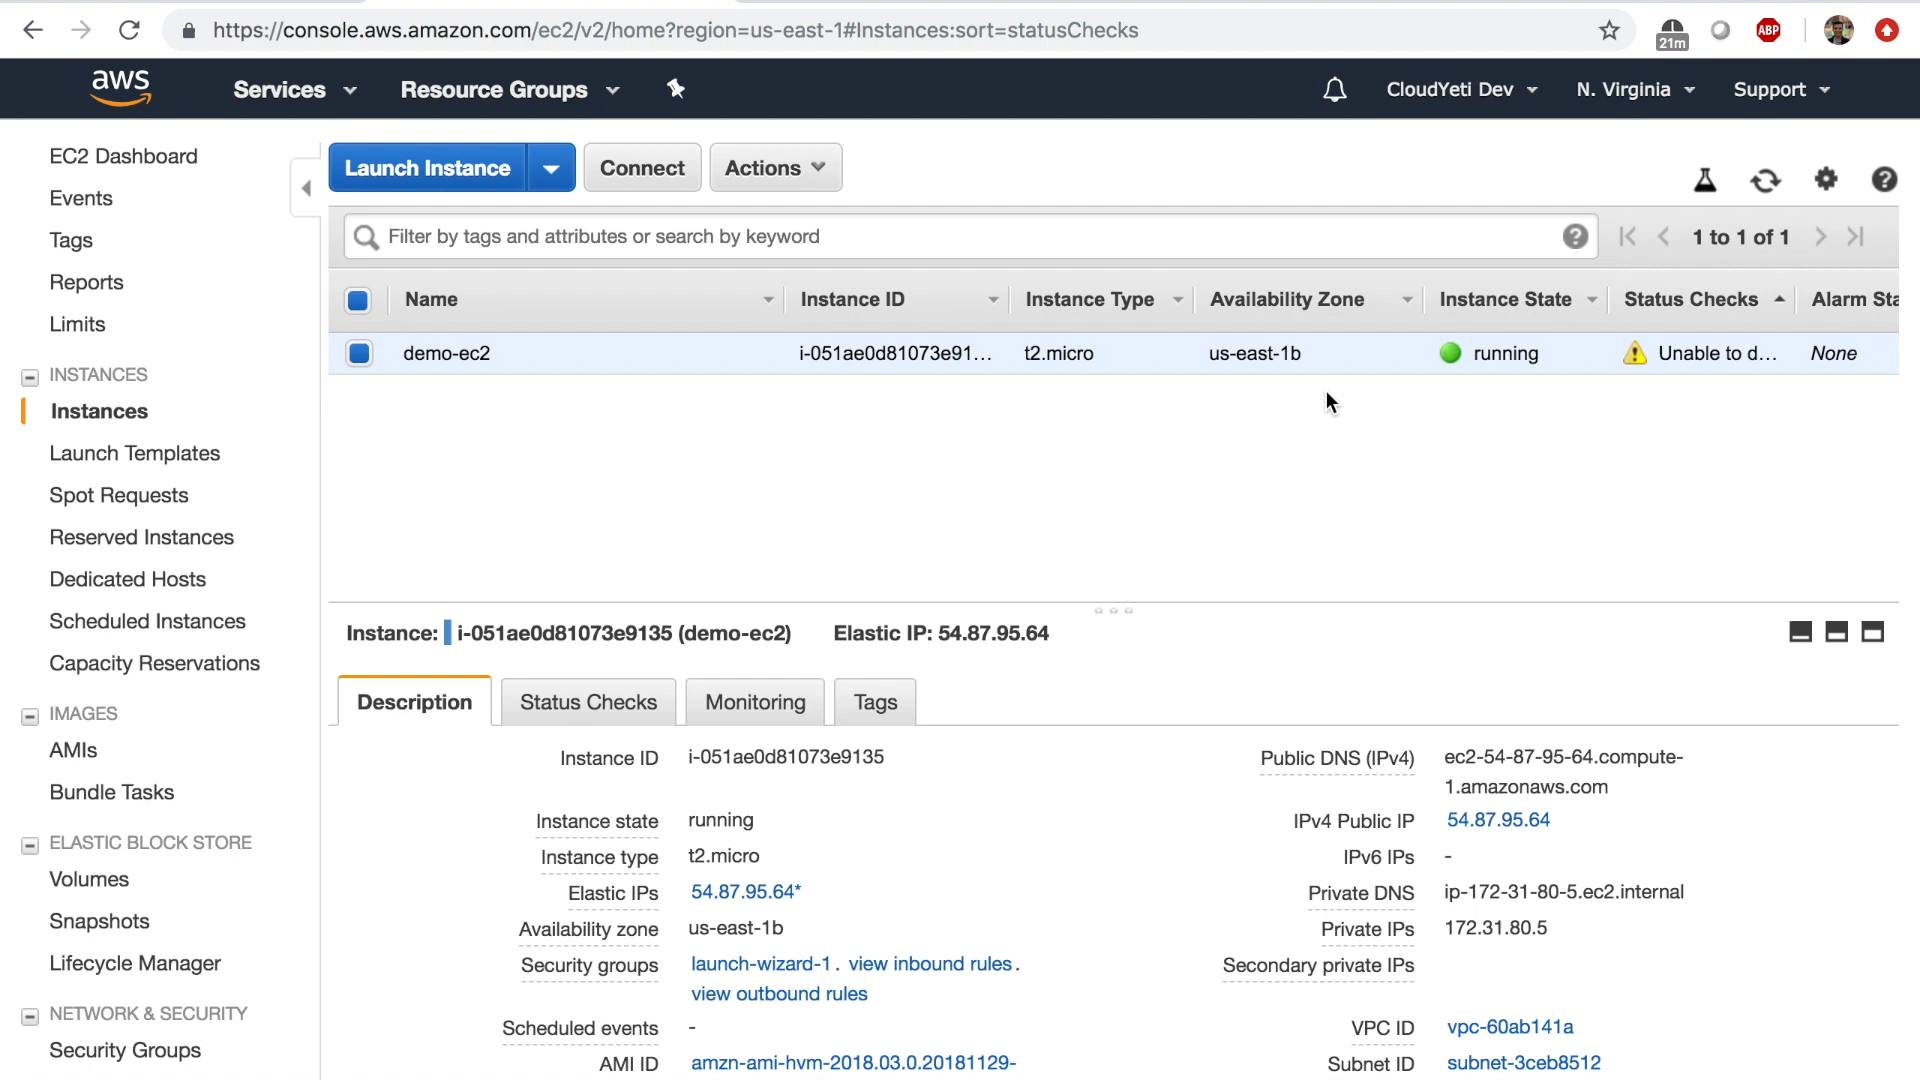 https://console.aws.amazon.com/ec2/v2/home?region=us-east-1#Instances:sort=statusChecks
21m
ABP
aws
Services
Resource Groups
CloudYeti Dev
N. Virginia
Support
EC2 Dashboard
Events
Tags
Reports
Limits
INSTANCES
Instances
Launch Templates
Spot Requests
Reserved Instances
Dedicated Hosts
Scheduled Instances
Capacity Reservations
IMAGES
AMIs
Bundle Tasks
ELASTIC BLOCK STORE
Volumes
Snapshots
Lifecycle Manager
NETWORK & SECURITY
Security Groups
Launch Instance
Connect
Actions
Filter by tags and attributes or search by keyword
1 to 1 of 1
Name Instance ID Instance Type Availability Zone Instance State Status Checks Alarm Sta
demo-ec2 i-051ae0d81073e91... t2.micro us-east-1b running Unable to d... None
Instance: i-051ae0d81073e9135 (demo-ec2) Elastic IP: 54.87.95.64
Description Status Checks Monitoring Tags
Instance ID i-051ae0d81073e9135
Instance state running
Instance type t2.micro
Elastic IPs 54.87.95.64*
Availability zone us-east-1b
Security groups launch-wizard-1. view inbound rules.
view outbound rules
Scheduled events -
AMI ID amzn-ami-hvm-2018.03.0.20181129-
Public DNS (IPv4) ec2-54-87-95-64.compute-
1.amazonaws.com
IPv4 Public IP 54.87.95.64
IPv6 IPs -
Private DNS ip-172-31-80-5.ec2.internal
Private IPs 172.31.80.5
Secondary private IPs
VPC ID vpc-60ab141a
Subnet ID subnet-3ceb8512